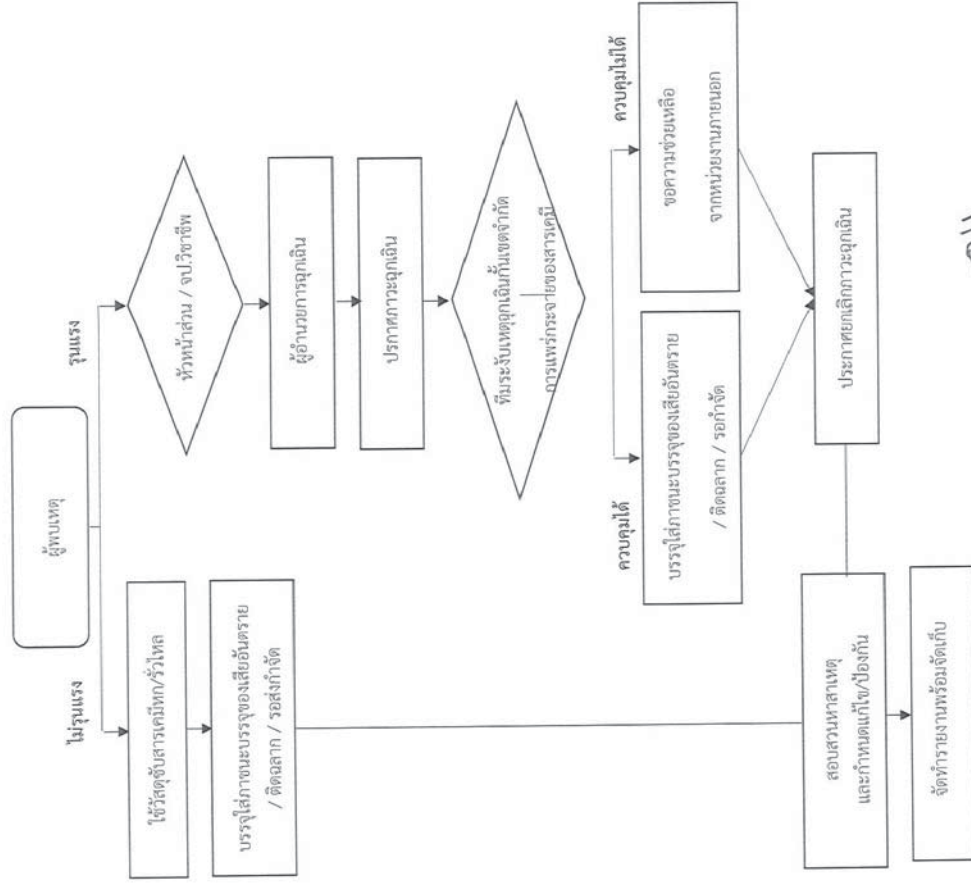 ผู้พบเหตุ
ไม่รุนแรง
รุนแรง
ใช้วัสดุซับสารเคมีหก/รั่วไหล
หัวหน้าส่วน / จป.วิชาชีพ
บรรจุใส่ภาชนะบรรจุของเสียอันตราย
/ ติดฉลาก / รอส่งกำจัด
ผู้อำนวยการฉุกเฉิน
ประกาศภาวะฉุกเฉิน
ทีมระงับเหตุฉุกเฉินกั้นเขตจำกัด
การแพร่กระจายของสารเคมี
ควบคุมได้
ควบคุมไม่ได้
บรรจุใส่ภาชนะบรรจุของเสียอันตราย
/ ติดฉลาก / รอกำจัด
ขอความช่วยเหลือ
จากหน่วยงานภายนอก
ประกาศยกเลิกภาวะฉุกเฉิน
สอบสวนหาสาเหตุ
และกำหนดแก้ไข/ป้องกัน
จัดทำรายงานพร้อมจัดเก็บ